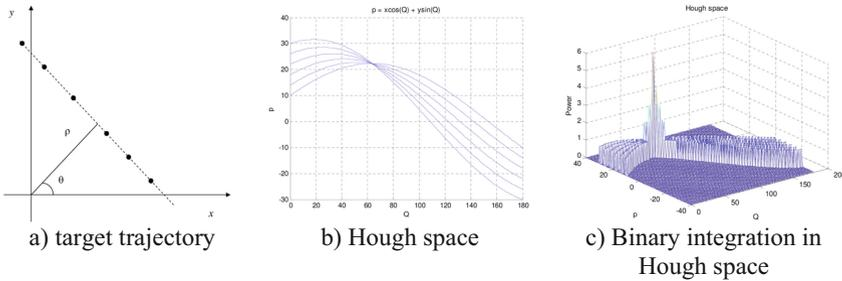 y
ρ
θ
x
a) target trajectory
p = xcos(Q) + ysin(Q)
40
30
20
10
0
-10
-20
-30
p
0 20 40 60 80 100 120 140 160 180
Q
b) Hough space
Hough space
6
5
4
3
2
1
0
Power
40
20
0
-20
-40
p
0
50
100
150
20
Q
c) Binary integration in
Hough space